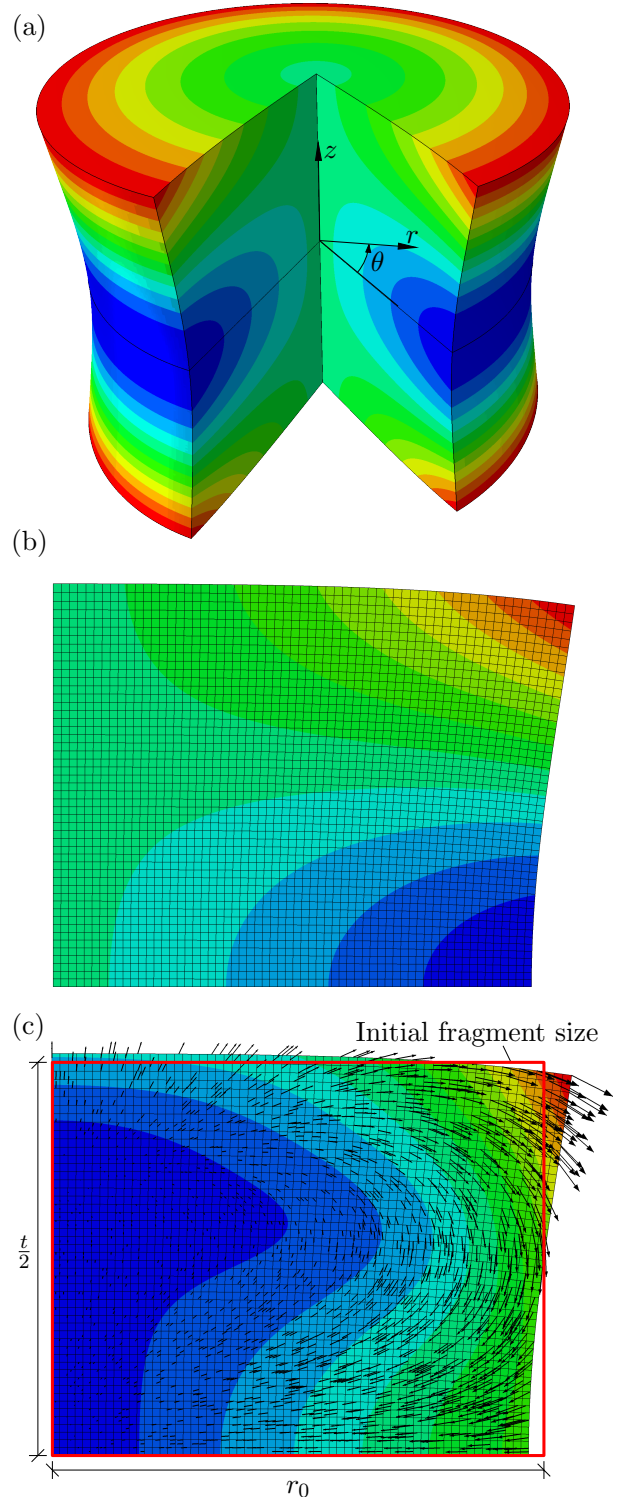 (a)
z
r
θ
(b)
(c)
Initial fragment size
t/2
r₀